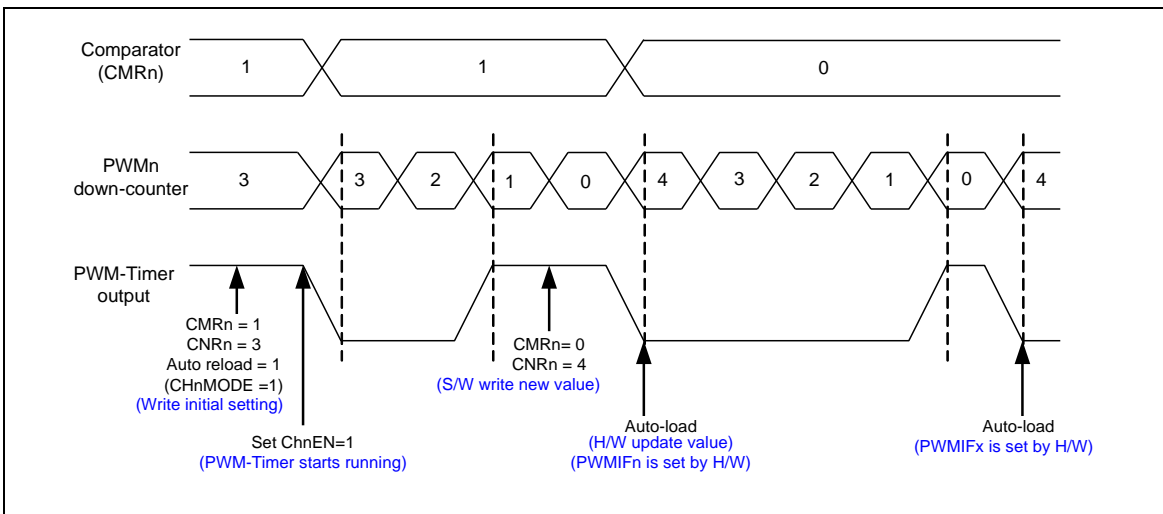 Comparator
(CMRn)
1
1
0
PWMn
down-counter
3
3
2
1
0
4
3
2
1
0
4
PWM-Timer
output
CMRn = 1
CNRn = 3
Auto reload = 1
(CHnMODE =1)
(Write initial setting)
Set ChnEN=1
(PWM-Timer starts running)
CMRn= 0
CNRn = 4
(S/W write new value)
Auto-load
(H/W update value)
(PWMIFn is set by H/W)
Auto-load
(PWMIFx is set by H/W)